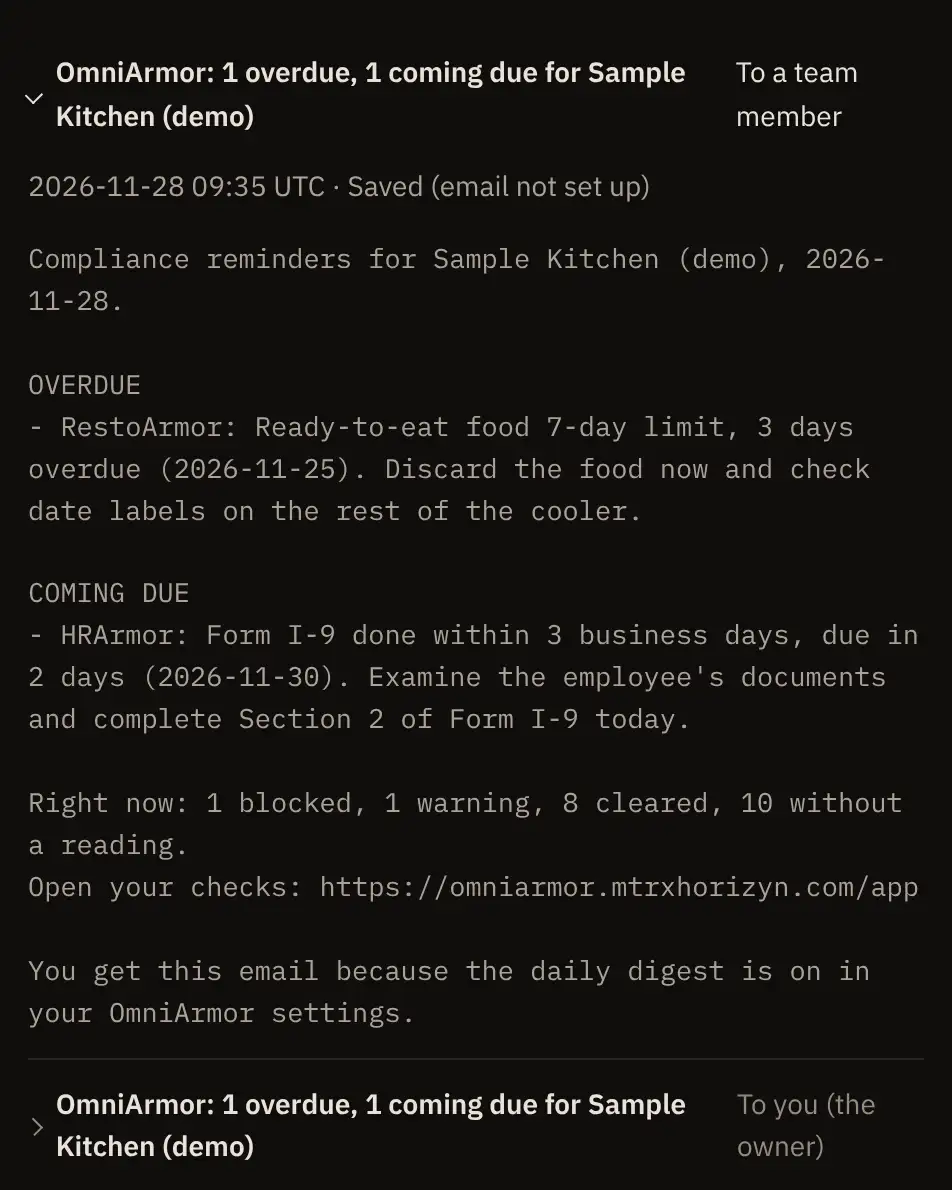 OmniArmor: 1 overdue, 1 coming due for Sample
Kitchen (demo)
To a team
member
2026-11-28 09:35 UTC · Saved (email not set up)
Compliance reminders for Sample Kitchen (demo), 2026-
11-28.
OVERDUE
- RestoArmor: Ready-to-eat food 7-day limit, 3 days
overdue (2026-11-25). Discard the food now and check
date labels on the rest of the cooler.
COMING DUE
- HRArmor: Form I-9 done within 3 business days, due in
2 days (2026-11-30). Examine the employee's documents
and complete Section 2 of Form I-9 today.
Right now: 1 blocked, 1 warning, 8 cleared, 10 without
a reading.
Open your checks: https://omniarmor.mtrxhorizyn.com/app
You get this email because the daily digest is on in
your OmniArmor settings.
OmniArmor: 1 overdue, 1 coming due for Sample
Kitchen (demo)
To you (the
owner)